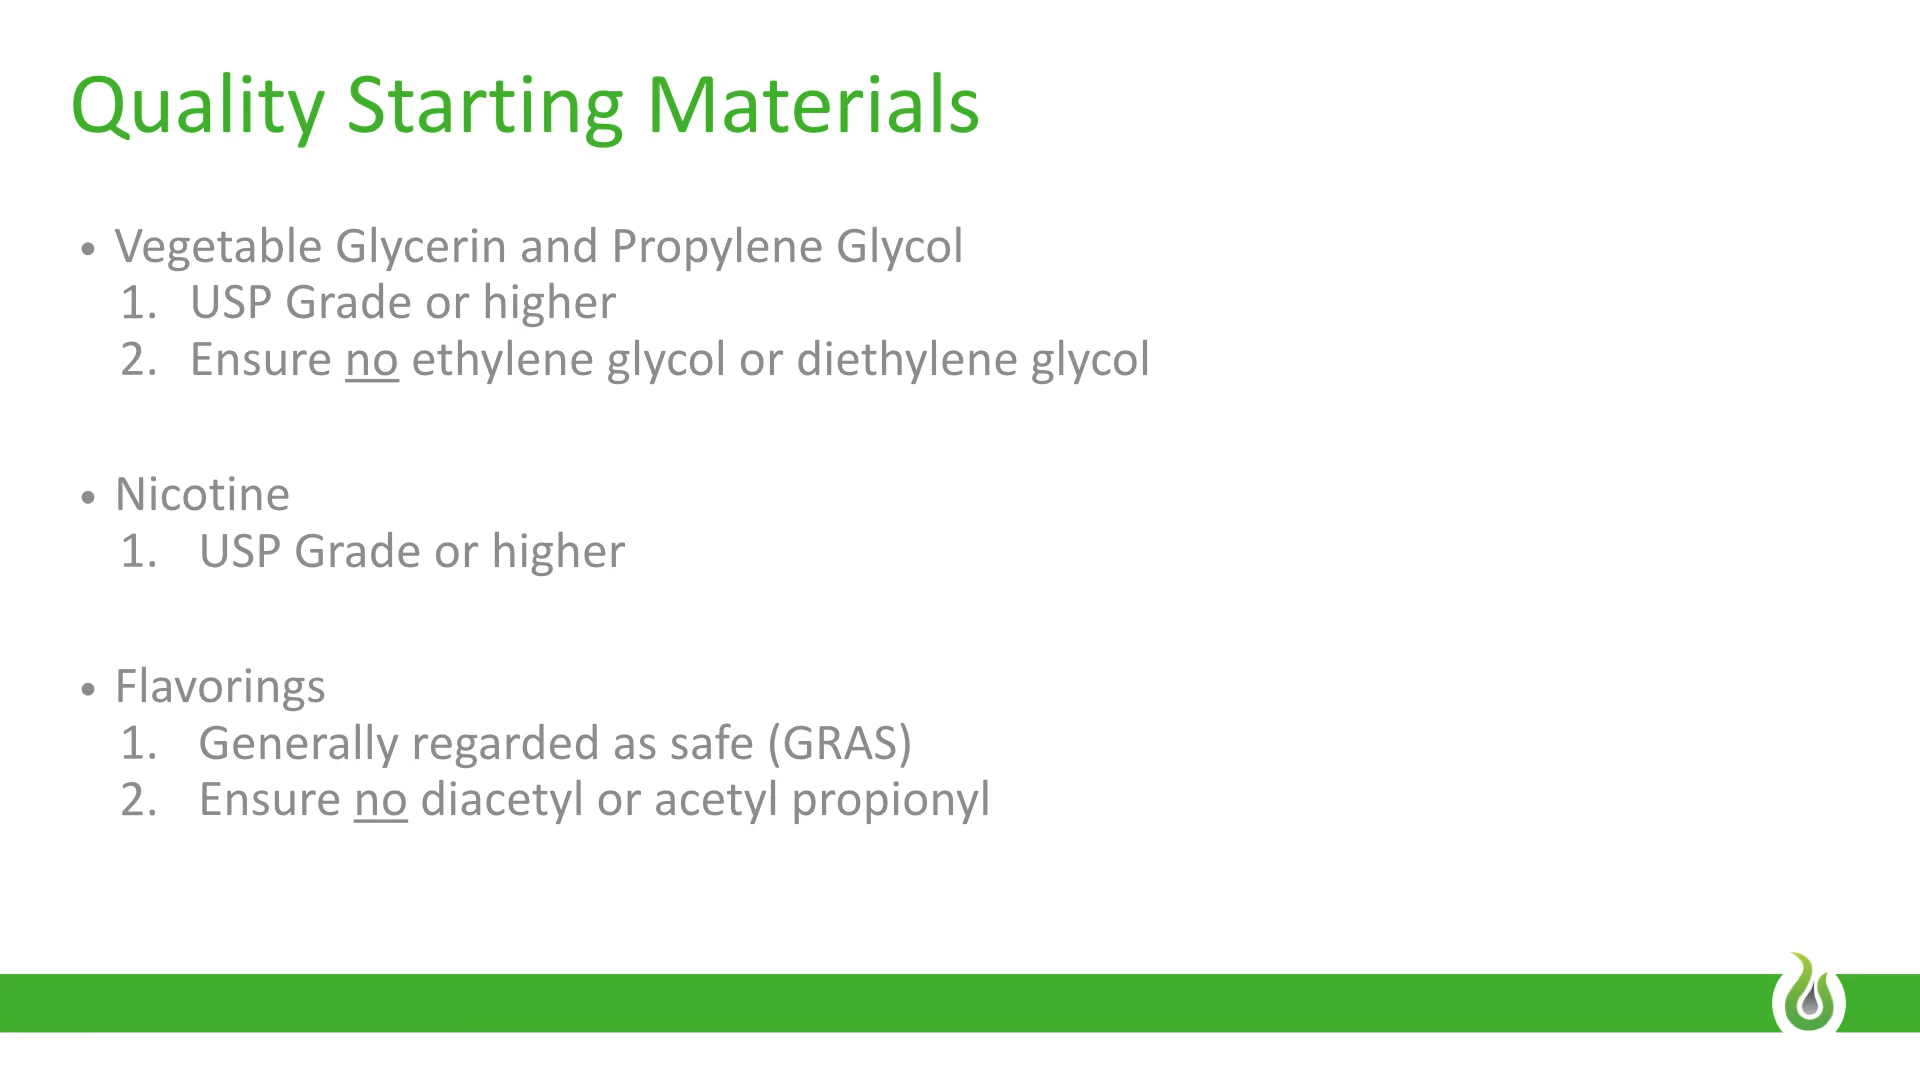 Quality Starting Materials
• Vegetable Glycerin and Propylene Glycol
1. USP Grade or higher
2. Ensure no ethylene glycol or diethylene glycol
• Nicotine
1. USP Grade or higher
• Flavorings
1. Generally regarded as safe (GRAS)
2. Ensure no diacetyl or acetyl propionyl